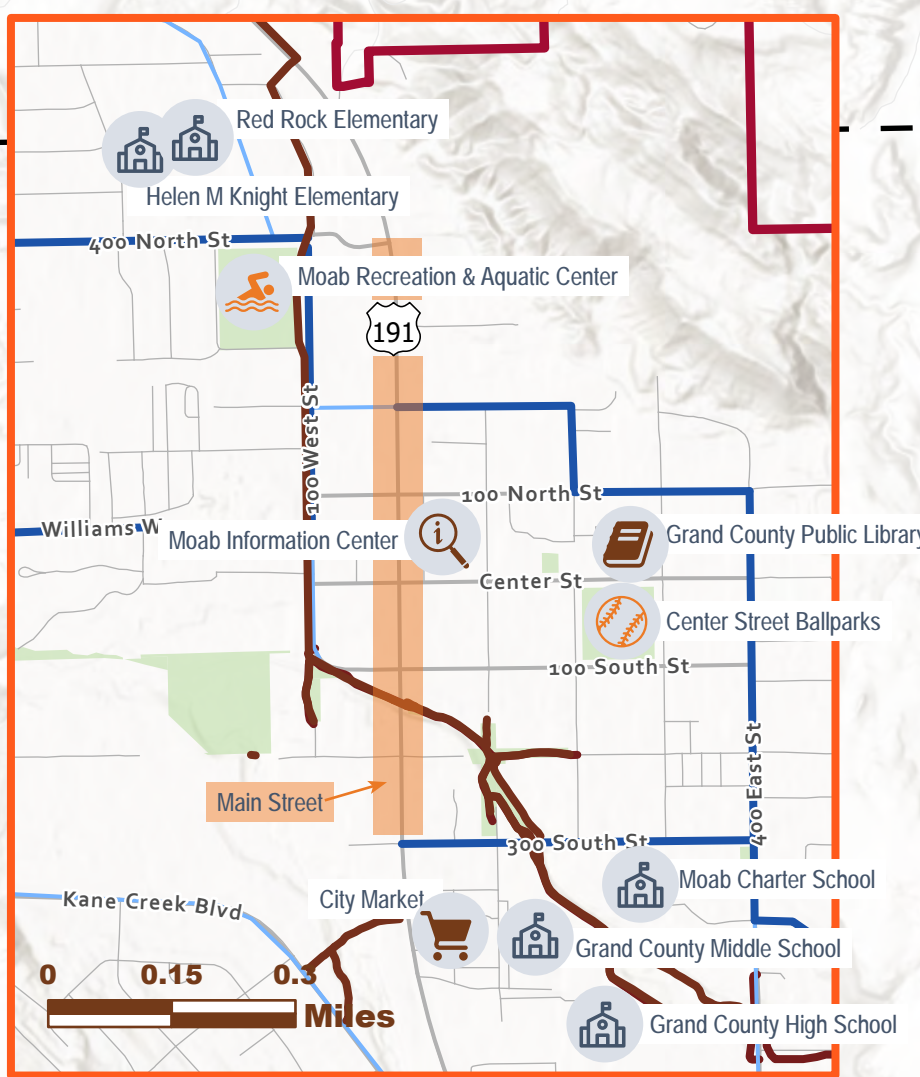 Red Rock Elementary
Helen M Knight Elementary
400 North St
Moab Recreation & Aquatic Center
191
100 West St
100 North St
Williams W
Moab Information Center
Grand County Public Library
Center St
Center Street Ballparks
100 South St
Main Street
400 East St
300 South St
Moab Charter School
City Market
Kane Creek Blvd
Grand County Middle School
0 0.15 0.3
Miles
Grand County High School